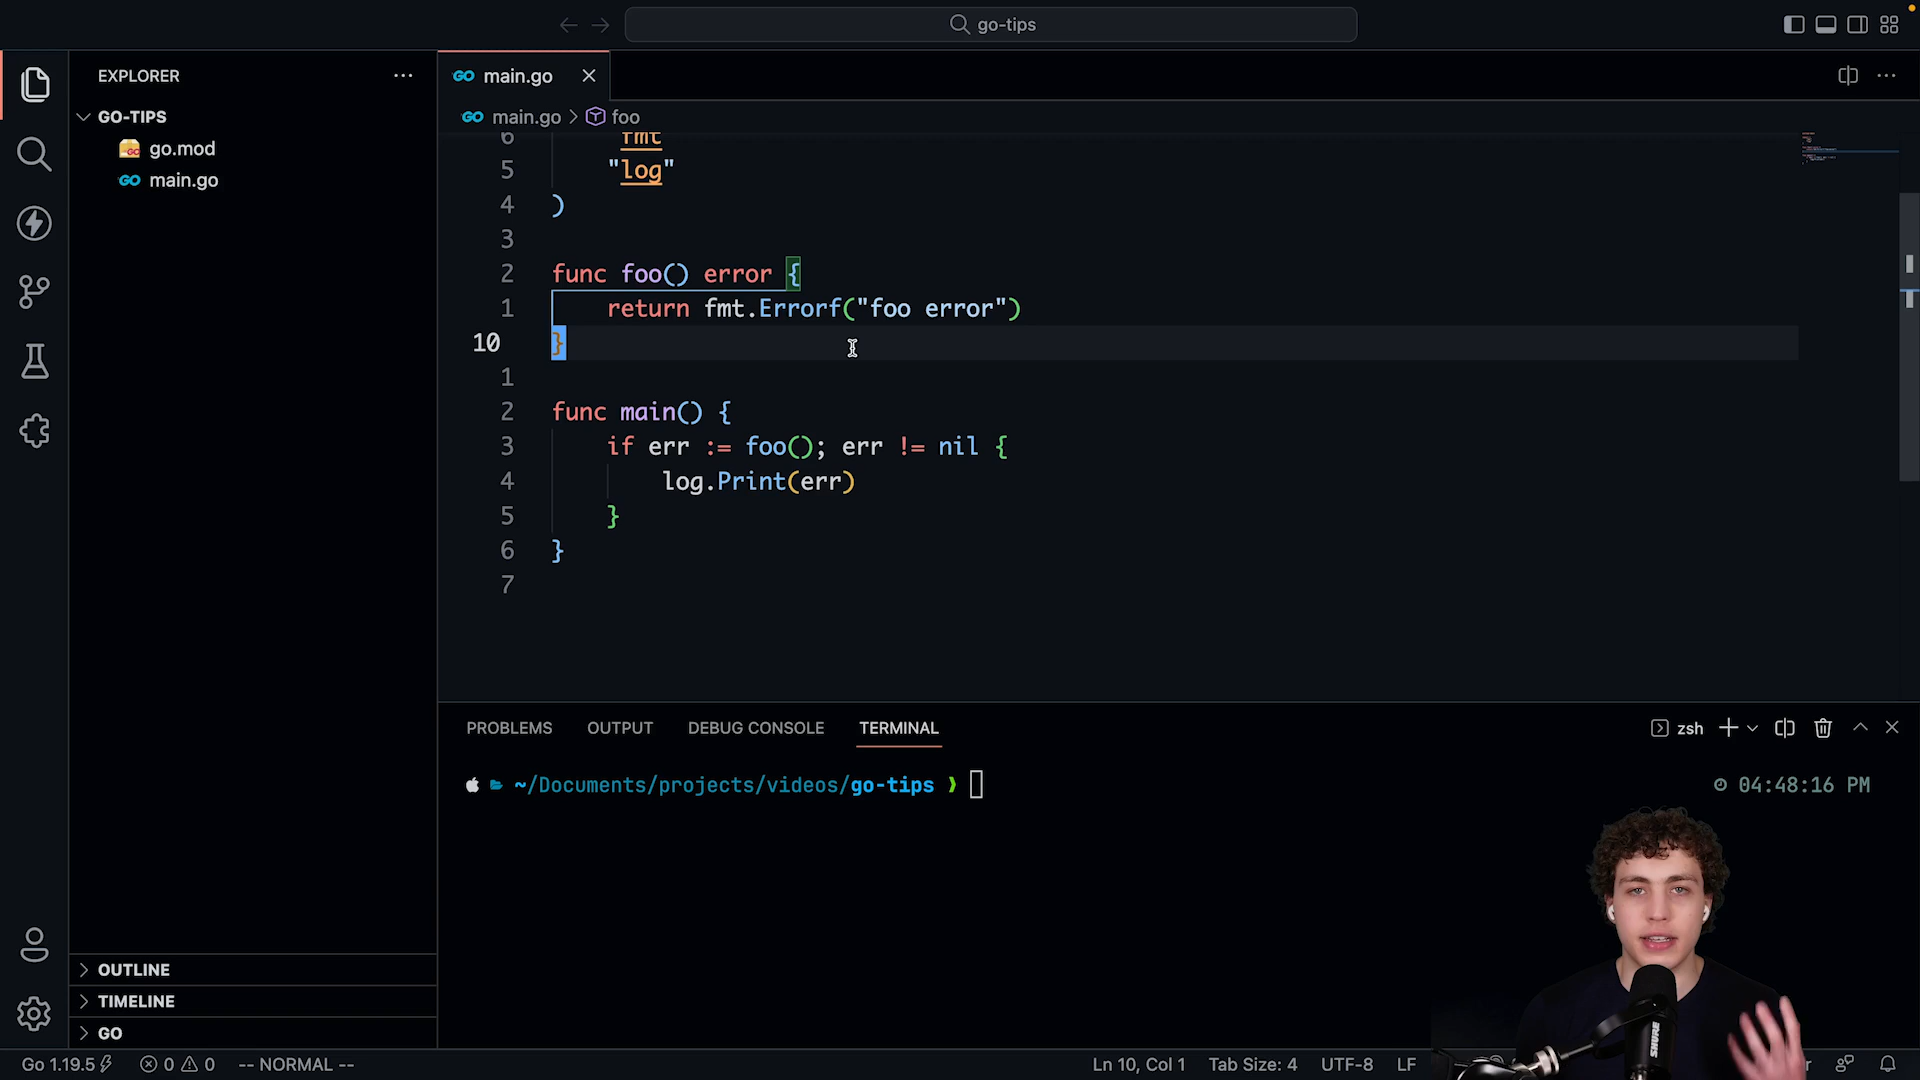 go-tips
EXPLORER
GO-TIPS
go.mod
main.go
main.go
main.go > foo
6 fmt
5 "log"
4 )
3
2 func foo() error {
1 return fmt.Errorf("foo error")
10 }
1
2 func main() {
3 if err := foo(); err != nil {
4 log.Print(err)
5 }
6 }
7
PROBLEMS OUTPUT DEBUG CONSOLE TERMINAL
zsh
~/Documents/projects/videos/go-tips ❯
04:48:16 PM
OUTLINE
TIMELINE
GO
Go 1.19.5 0 0 -- NORMAL --
Ln 10, Col 1 Tab Size: 4 UTF-8 LF
SHURE